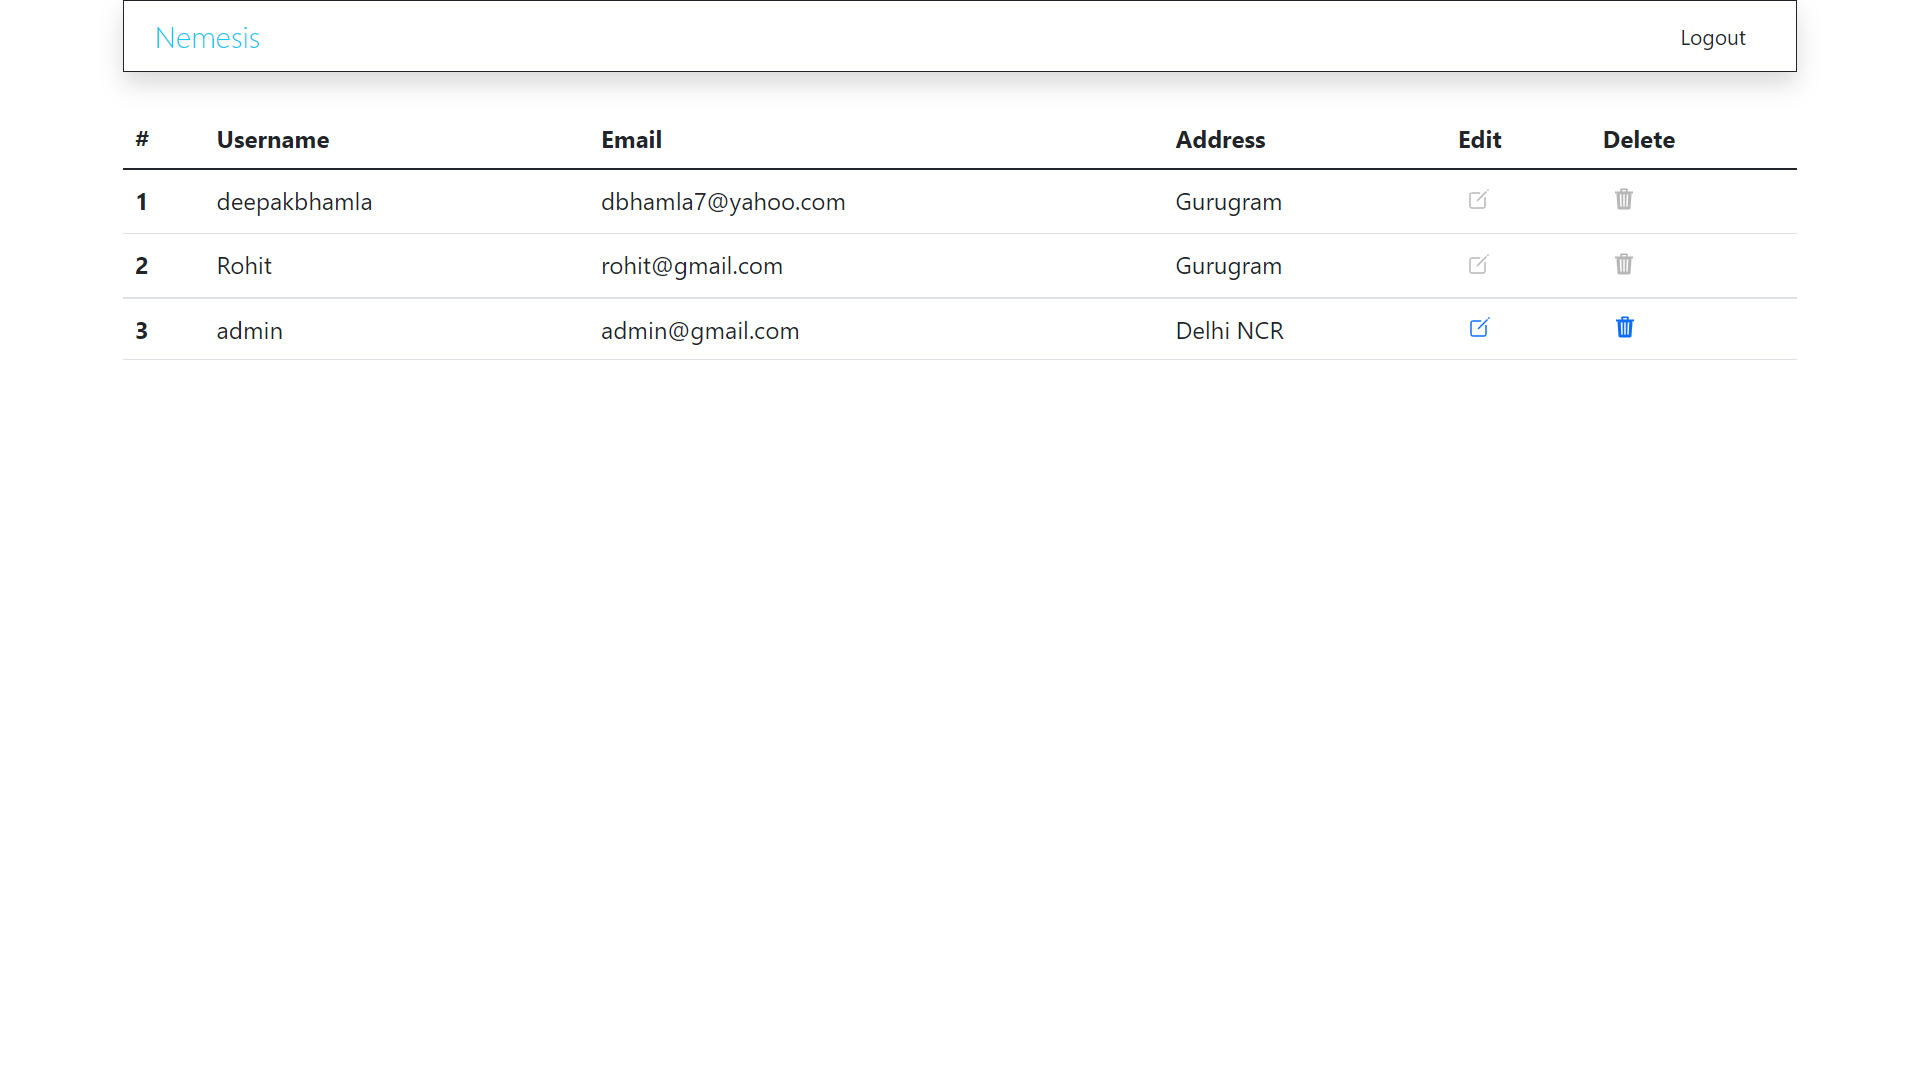 Nemesis Logout
# Username Email Address Edit Delete
1 deepakbhamla dbhamla7@yahoo.com Gurugram
2 Rohit rohit@gmail.com Gurugram
3 admin admin@gmail.com Delhi NCR